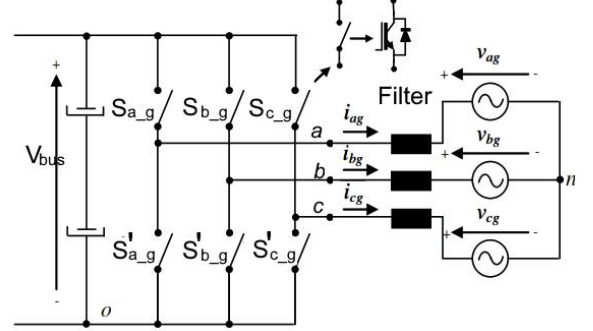 v_ag
+ -
Filter
+
S_a_g S_b_g S_c_g
a i_ag
V_bus
v_bg
+ -
b i_bg
n
c i_cg
v_cg
+ -
S'_a_g S'_b_g S'_c_g
-
o